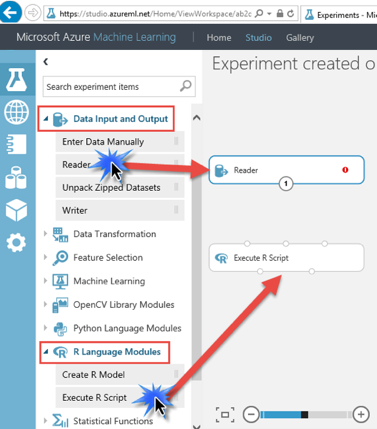 https://studio.azureml.net/Home/ViewWorkspace/ab2c
Experiments - Mic
Microsoft Azure Machine Learning
Home
Studio
Gallery
Search experiment items
Experiment created o
Data Input and Output
Enter Data Manually
Reader
Unpack Zipped Datasets
Writer
Data Transformation
Feature Selection
Machine Learning
OpenCV Library Modules
Python Language Modules
R Language Modules
Create R Model
Execute R Script
Statistical Functions
Reader
1
Execute R Script